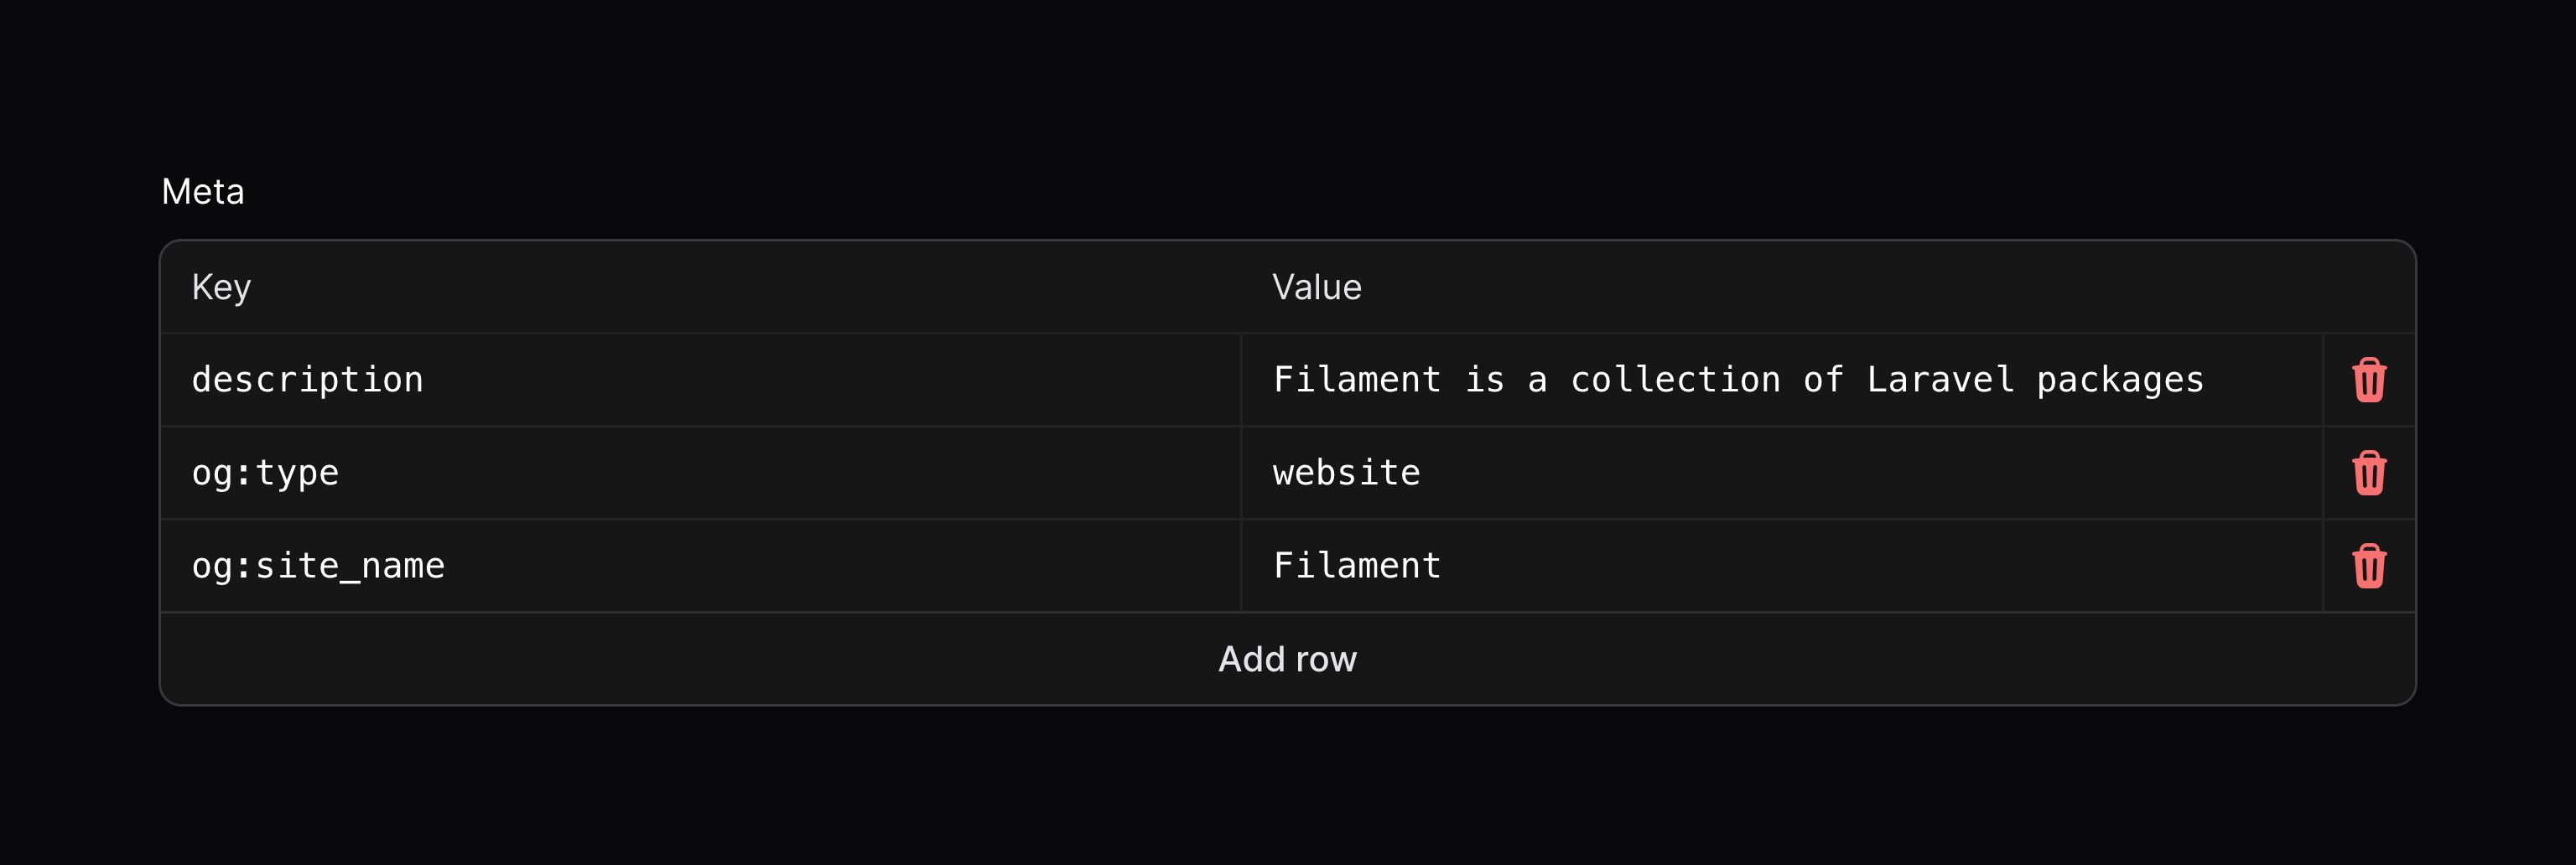 Meta
Key Value
description Filament is a collection of Laravel packages
og:type website
og:site_name Filament
Add row